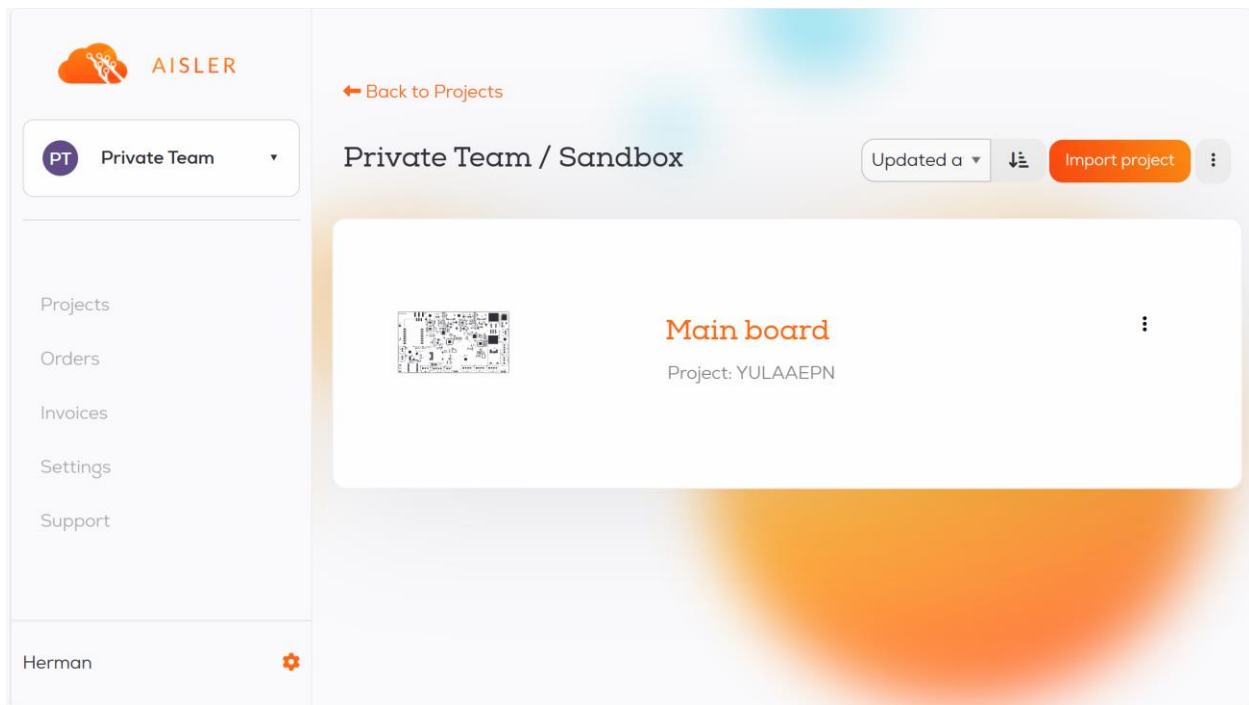 AISLER
PT Private Team
Projects
Orders
Invoices
Settings
Support
Herman
Back to Projects
Private Team / Sandbox
Updated a
Import project
Main board
Project: YULAAEPN